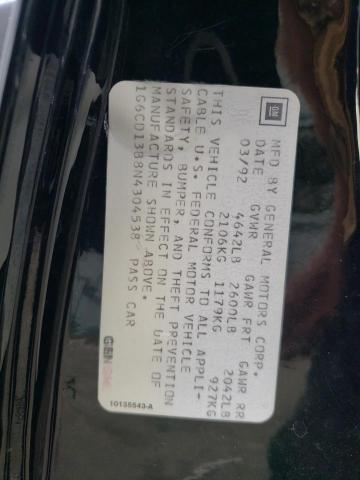 GM
MFD BY GENERAL MOTORS CORP.
DATE GVWR GAWR FRT GAWR RR
03/92 4642LB 2600LB 2042LB
2106KG 1179KG 927KG
THIS VEHICLE CONFORMS TO ALL APPLI-
CABLE U.S. FEDERAL MOTOR VEHICLE
SAFETY, BUMPER, AND THEFT PREVENTION
STANDARDS IN EFFECT ON THE DATE OF
MANUFACTURE SHOWN ABOVE.
1G6CD13B8N4304538 PASS CAR
10135543-A